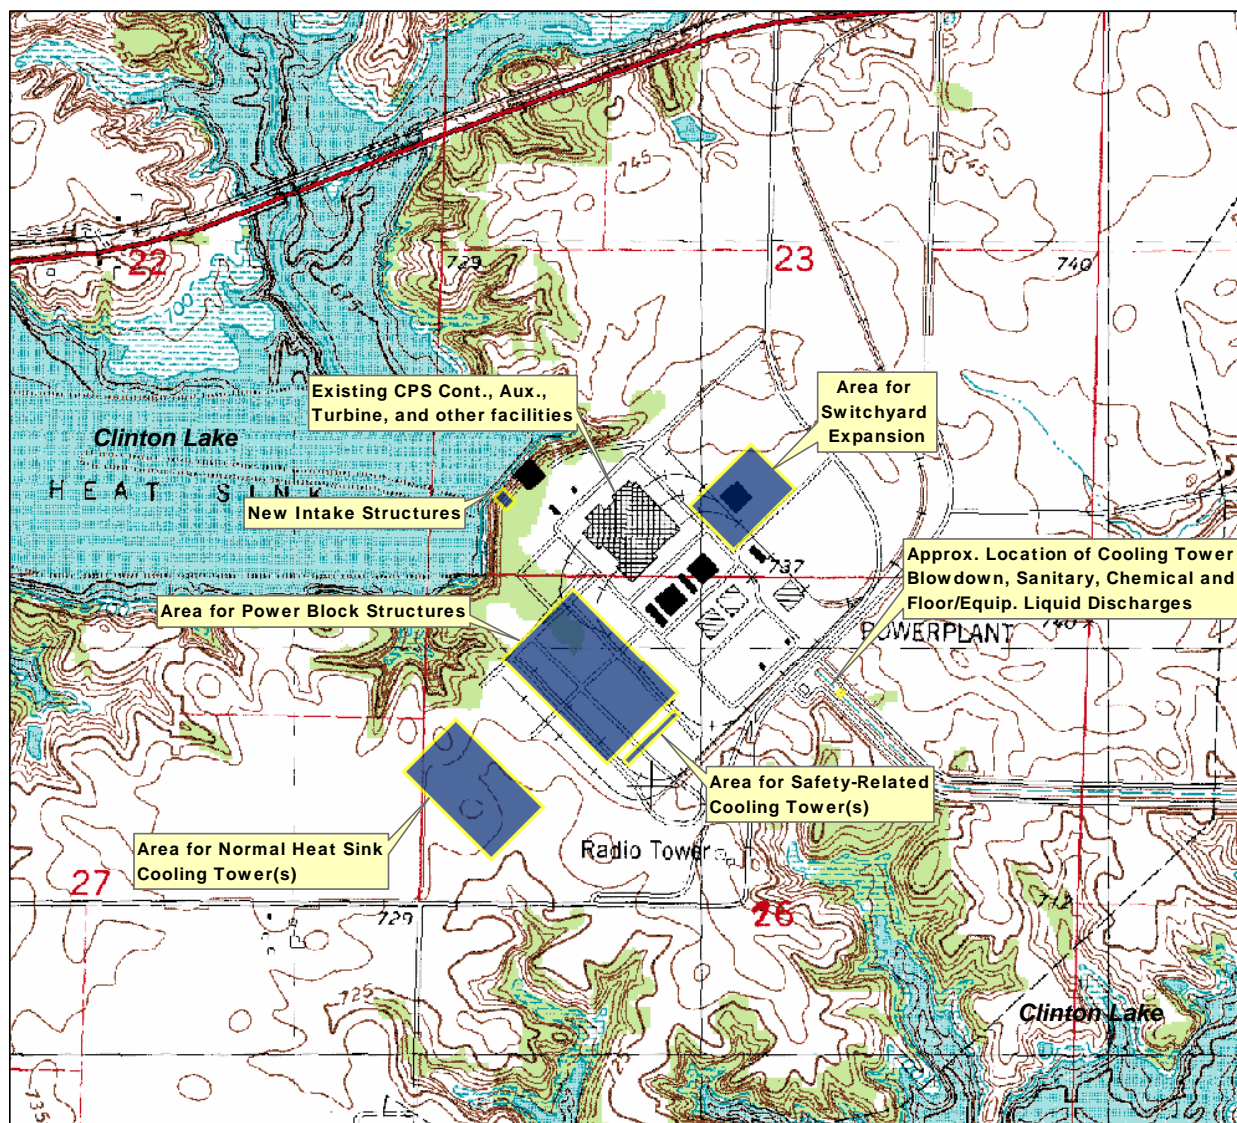 745
745
22
729
23
740
700
675
Existing CPS Cont., Aux.,
Turbine, and other facilities
Area for
Switchyard
Expansion
Clinton Lake
HEAT SINK
New Intake Structures
Approx. Location of Cooling Tower
Blowdown, Sanitary, Chemical and
Floor/Equip. Liquid Discharges
737
Area for Power Block Structures
740
POWERPLANT
Area for Safety-Related
Cooling Tower(s)
Area for Normal Heat Sink
Cooling Tower(s)
Radio Tower
27
729
26
712
725
Clinton Lake
735